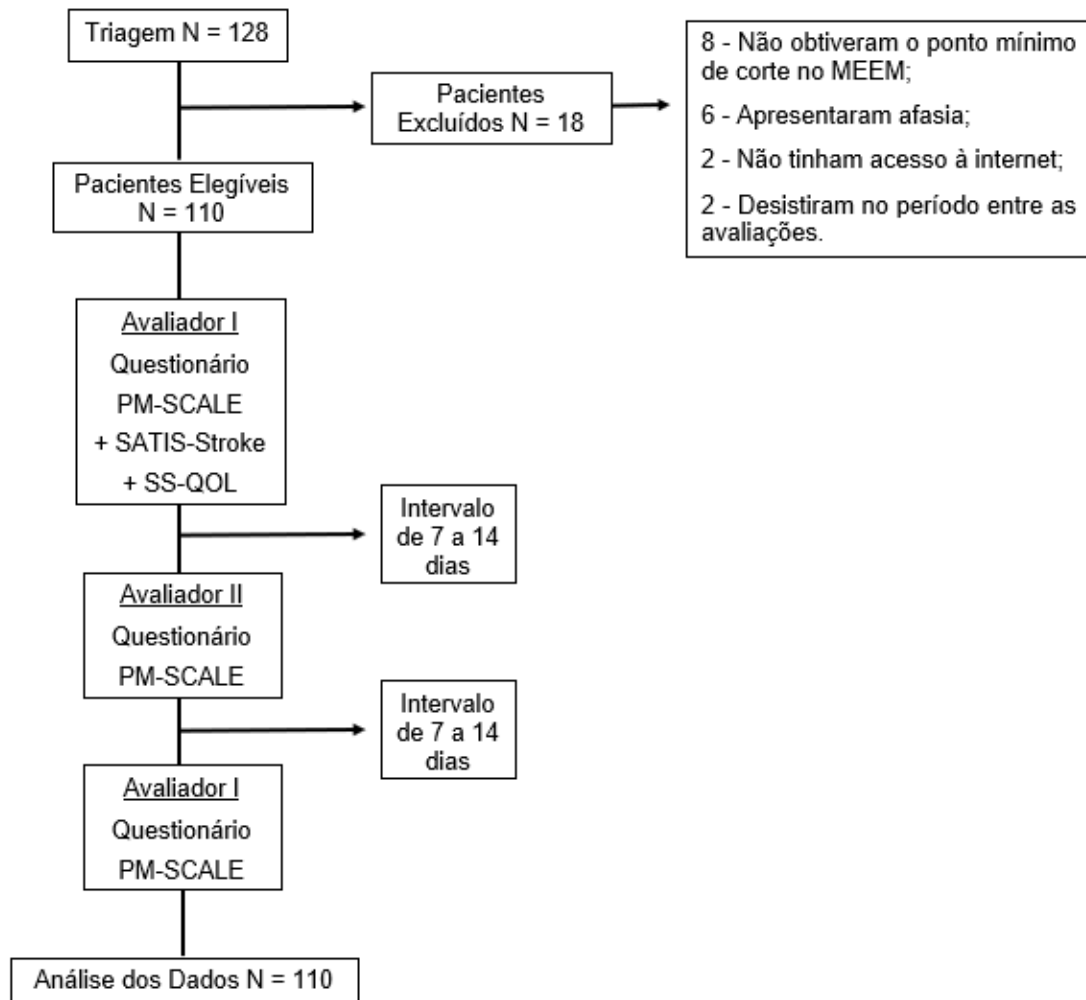 Triagem N = 128
Pacientes
Excluídos N = 18
8 - Não obtiveram o ponto mínimo
de corte no MEEM;
6 - Apresentaram afasia;
2 - Não tinham acesso à internet;
2 - Desistiram no período entre as
avaliações.
Pacientes Elegíveis
N = 110
Avaliador I
Questionário
PM-SCALE
+ SATIS-Stroke
+ SS-QOL
Intervalo
de 7 a 14
dias
Avaliador II
Questionário
PM-SCALE
Intervalo
de 7 a 14
dias
Avaliador I
Questionário
PM-SCALE
Análise dos Dados N = 110